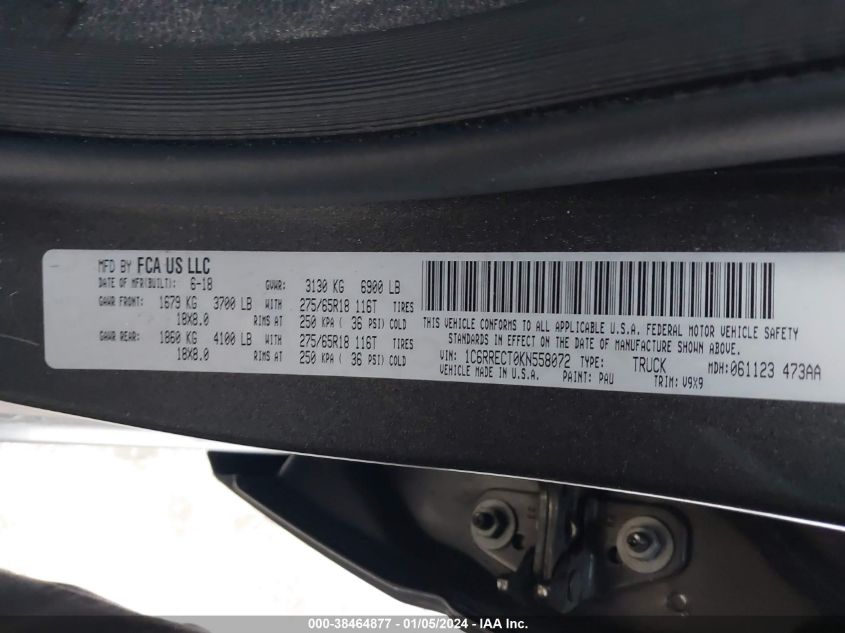 MFD BY FCA US LLC
DATE OF MFR(BUILT): 6-18 GVWR: 3130 KG 6900 LB
GAWR FRONT: 1679 KG 3700 LB WITH 275/65R18 116T TIRES
18X8.0 RIMS AT 250 KPA ( 36 PSI) COLD
GAWR REAR: 1860 KG 4100 LB WITH 275/65R18 116T TIRES
18X8.0 RIMS AT 250 KPA ( 36 PSI) COLD
THIS VEHICLE CONFORMS TO ALL APPLICABLE U.S.A. FEDERAL MOTOR VEHICLE SAFETY
STANDARDS IN EFFECT ON THE DATE OF MANUFACTURE SHOWN ABOVE.
VIN: 1C6RRECT0KN558072 TYPE: TRUCK MDH:061123 473AA
VEHICLE MADE IN U.S.A. PAINT: PAU TRIM: V9X9
000-38464877 - 01/05/2024 - IAA Inc.